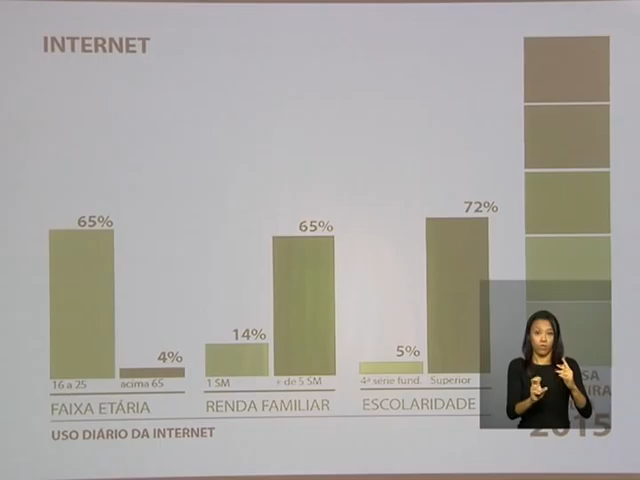 INTERNET
72%
65%
65%
14%
4%
5%
16 a 25
acima 65
1 SM
+ de 5 SM
4ª série fund.
Superior
FAIXA ETÁRIA
RENDA FAMILIAR
ESCOLARIDADE
USO DIÁRIO DA INTERNET
2015